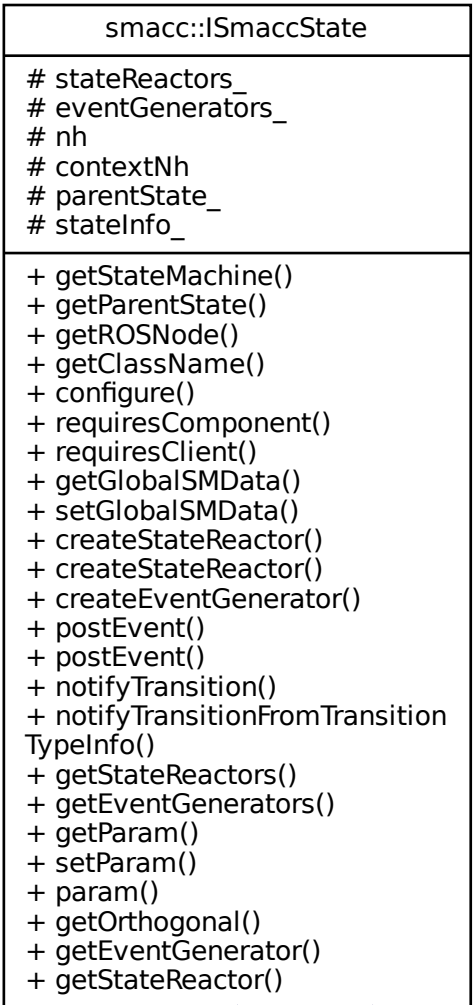 smacc::ISmaccState
# stateReactors_
# eventGenerators_
# nh
# contextNh
# parentState_
# stateInfo_
+ getStateMachine()
+ getParentState()
+ getROSNode()
+ getClassName()
+ configure()
+ requiresComponent()
+ requiresClient()
+ getGlobalSMData()
+ setGlobalSMData()
+ createStateReactor()
+ createStateReactor()
+ createEventGenerator()
+ postEvent()
+ postEvent()
+ notifyTransition()
+ notifyTransitionFromTransition
TypeInfo()
+ getStateReactors()
+ getEventGenerators()
+ getParam()
+ setParam()
+ param()
+ getOrthogonal()
+ getEventGenerator()
+ getStateReactor()